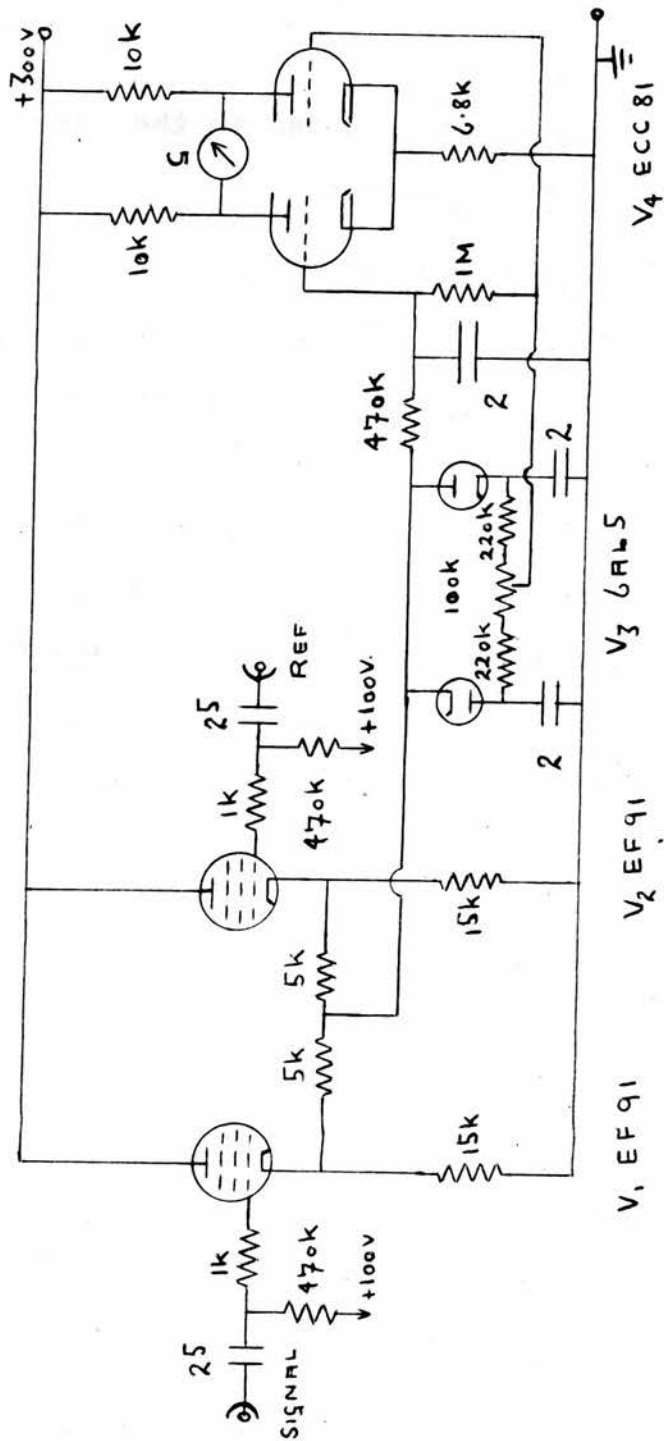 +300V
10k
10k
5
6.8k
1M
470k
2
2
2
220k
100k
220k
25
REF
1k
470k
+100V.
5k
5k
15k
15k
25
SIGNAL
1k
470k
+100V
V1 EF91
V2 EF91
V3 6AL5
V4 ECC81